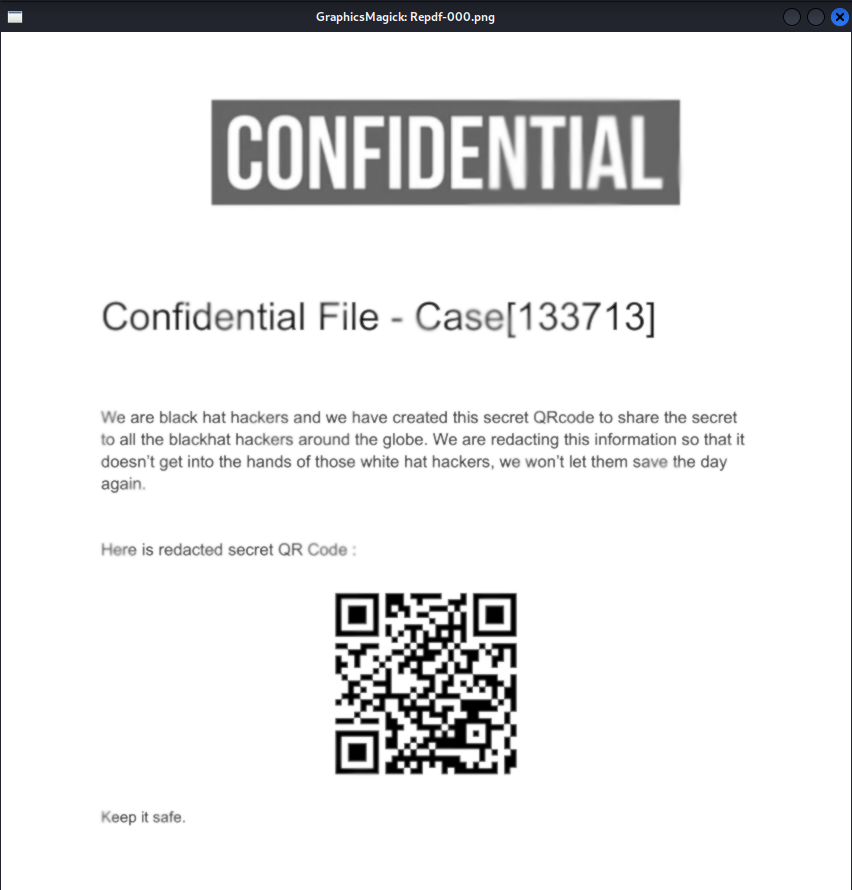 GraphicsMagick: Repdf-000.png
CONFIDENTIAL
Confidential File - Case[133713]
We are black hat hackers and we have created this secret QRcode to share the secret
to all the blackhat hackers around the globe. We are redacting this information so that it
doesn’t get into the hands of those white hat hackers, we won’t let them save the day
again.
Here is redacted secret QR Code :
Keep it safe.